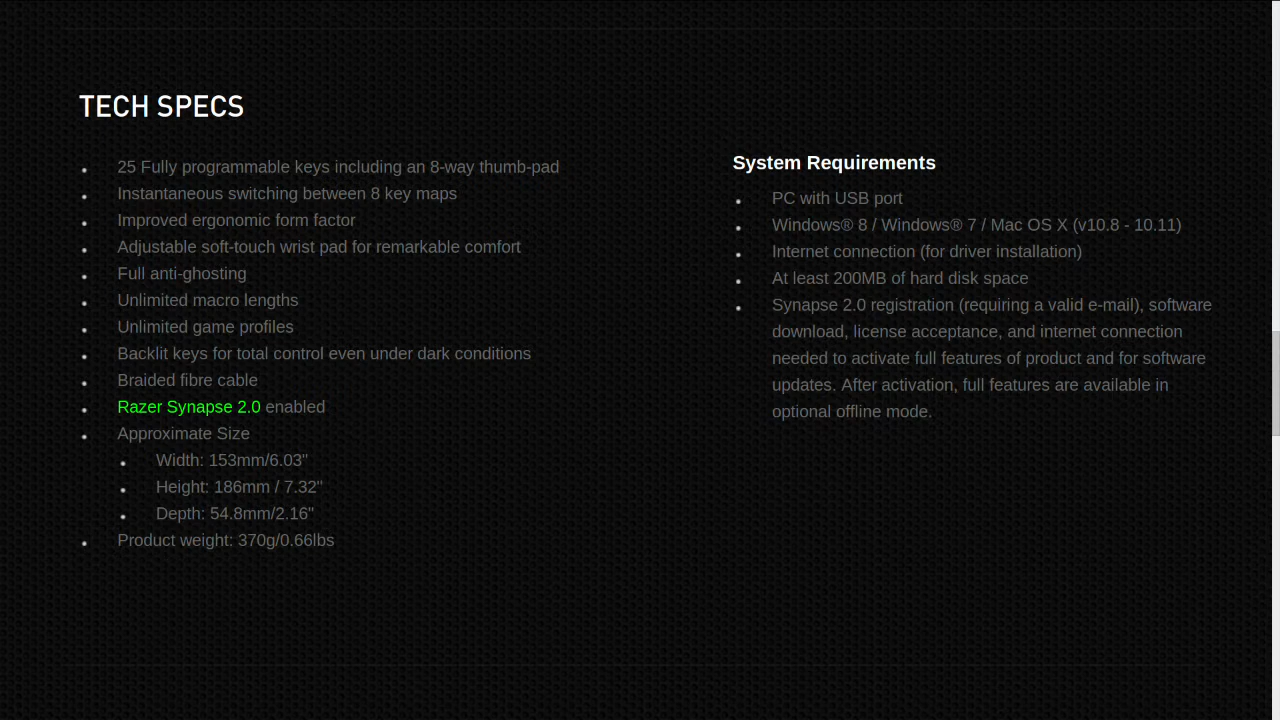 TECH SPECS
25 Fully programmable keys including an 8-way thumb-pad
Instantaneous switching between 8 key maps
Improved ergonomic form factor
Adjustable soft-touch wrist pad for remarkable comfort
Full anti-ghosting
Unlimited macro lengths
Unlimited game profiles
Backlit keys for total control even under dark conditions
Braided fibre cable
Razer Synapse 2.0 enabled
Approximate Size
Width: 153mm/6.03"
Height: 186mm / 7.32"
Depth: 54.8mm/2.16"
Product weight: 370g/0.66lbs
System Requirements
PC with USB port
Windows® 8 / Windows® 7 / Mac OS X (v10.8 - 10.11)
Internet connection (for driver installation)
At least 200MB of hard disk space
Synapse 2.0 registration (requiring a valid e-mail), software
download, license acceptance, and internet connection
needed to activate full features of product and for software
updates. After activation, full features are available in
optional offline mode.